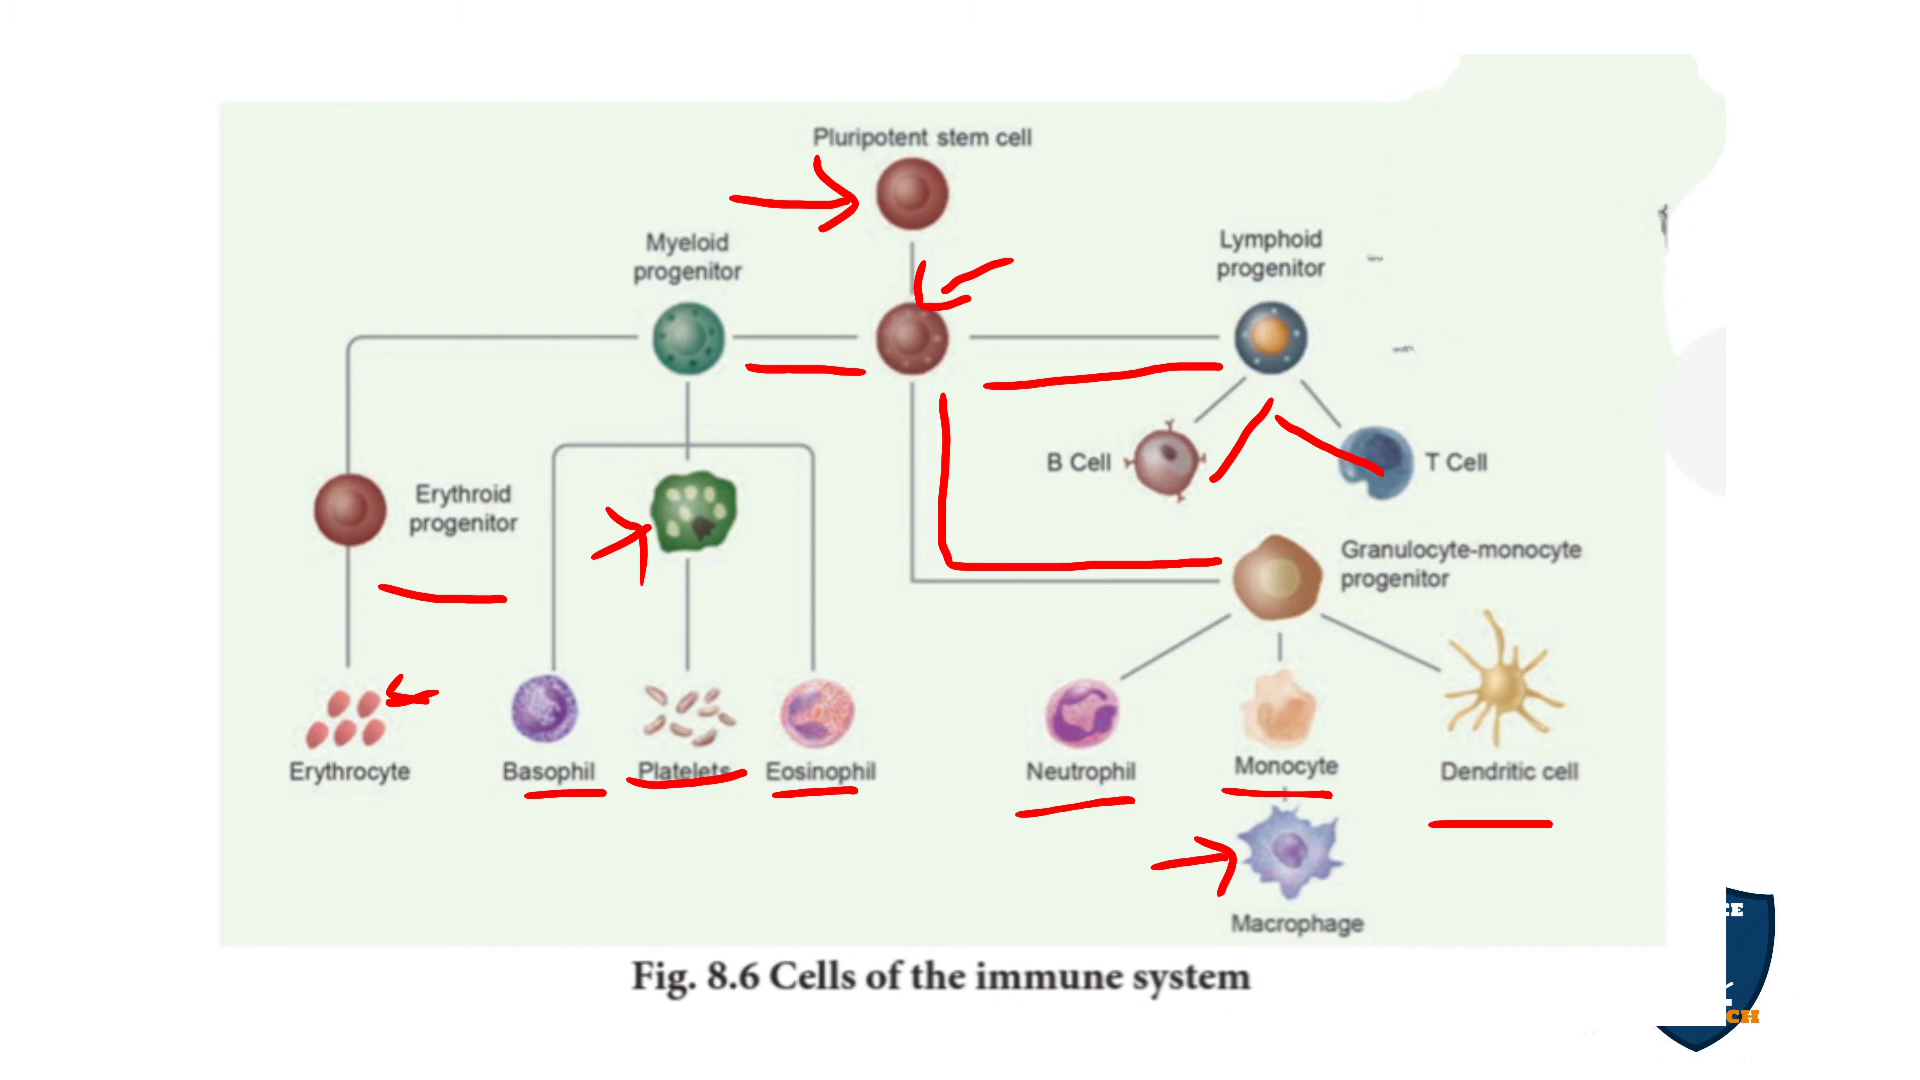 Pluripotent stem cell
Myeloid
progenitor
Lymphoid
progenitor
B Cell
T Cell
Erythroid
progenitor
Granulocyte-monocyte
progenitor
Erythrocyte
Basophil
Platelets
Eosinophil
Neutrophil
Monocyte
Dendritic cell
Macrophage
Fig. 8.6 Cells of the immune system